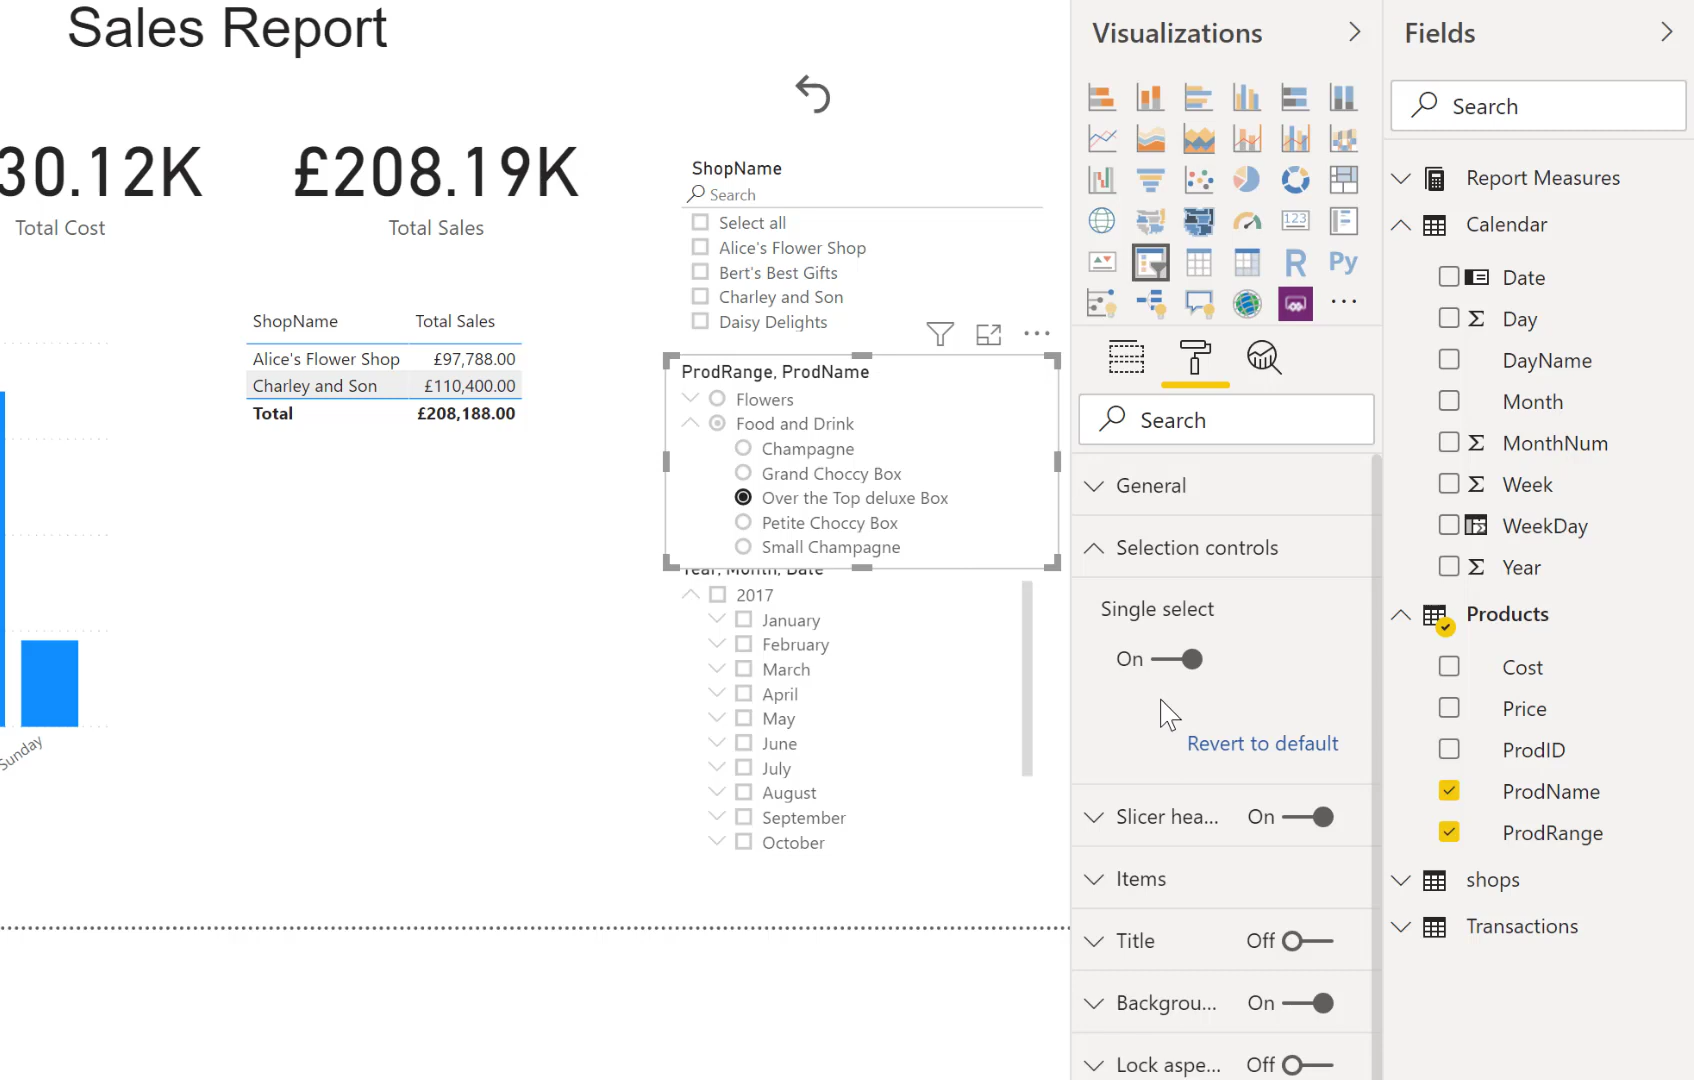 Sales Report
30.12K
Total Cost
£208.19K
Total Sales
ShopName Total Sales
Alice's Flower Shop £97,788.00
Charley and Son £110,400.00
Total £208,188.00
Sunday
ShopName
Search
Select all
Alice's Flower Shop
Bert's Best Gifts
Charley and Son
Daisy Delights
ProdRange, ProdName
Flowers
Food and Drink
Champagne
Grand Choccy Box
Over the Top deluxe Box
Petite Choccy Box
Small Champagne
Year, Month, Date
2017
January
February
March
April
May
June
July
August
September
October
Visualizations
123
R
Py
Search
General
Selection controls
Single select
On
Revert to default
Slicer hea... On
Items
Title Off
Backgrou... On
Lock aspe... Off
Fields
Search
Report Measures
Calendar
Date
Day
DayName
Month
MonthNum
Week
WeekDay
Year
Products
Cost
Price
ProdID
ProdName
ProdRange
shops
Transactions